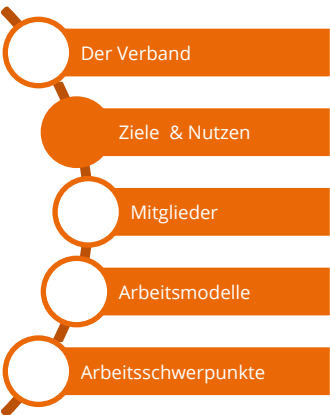 Der Verband
Ziele & Nutzen
Mitglieder
Arbeitsmodelle
Arbeitsschwerpunkte